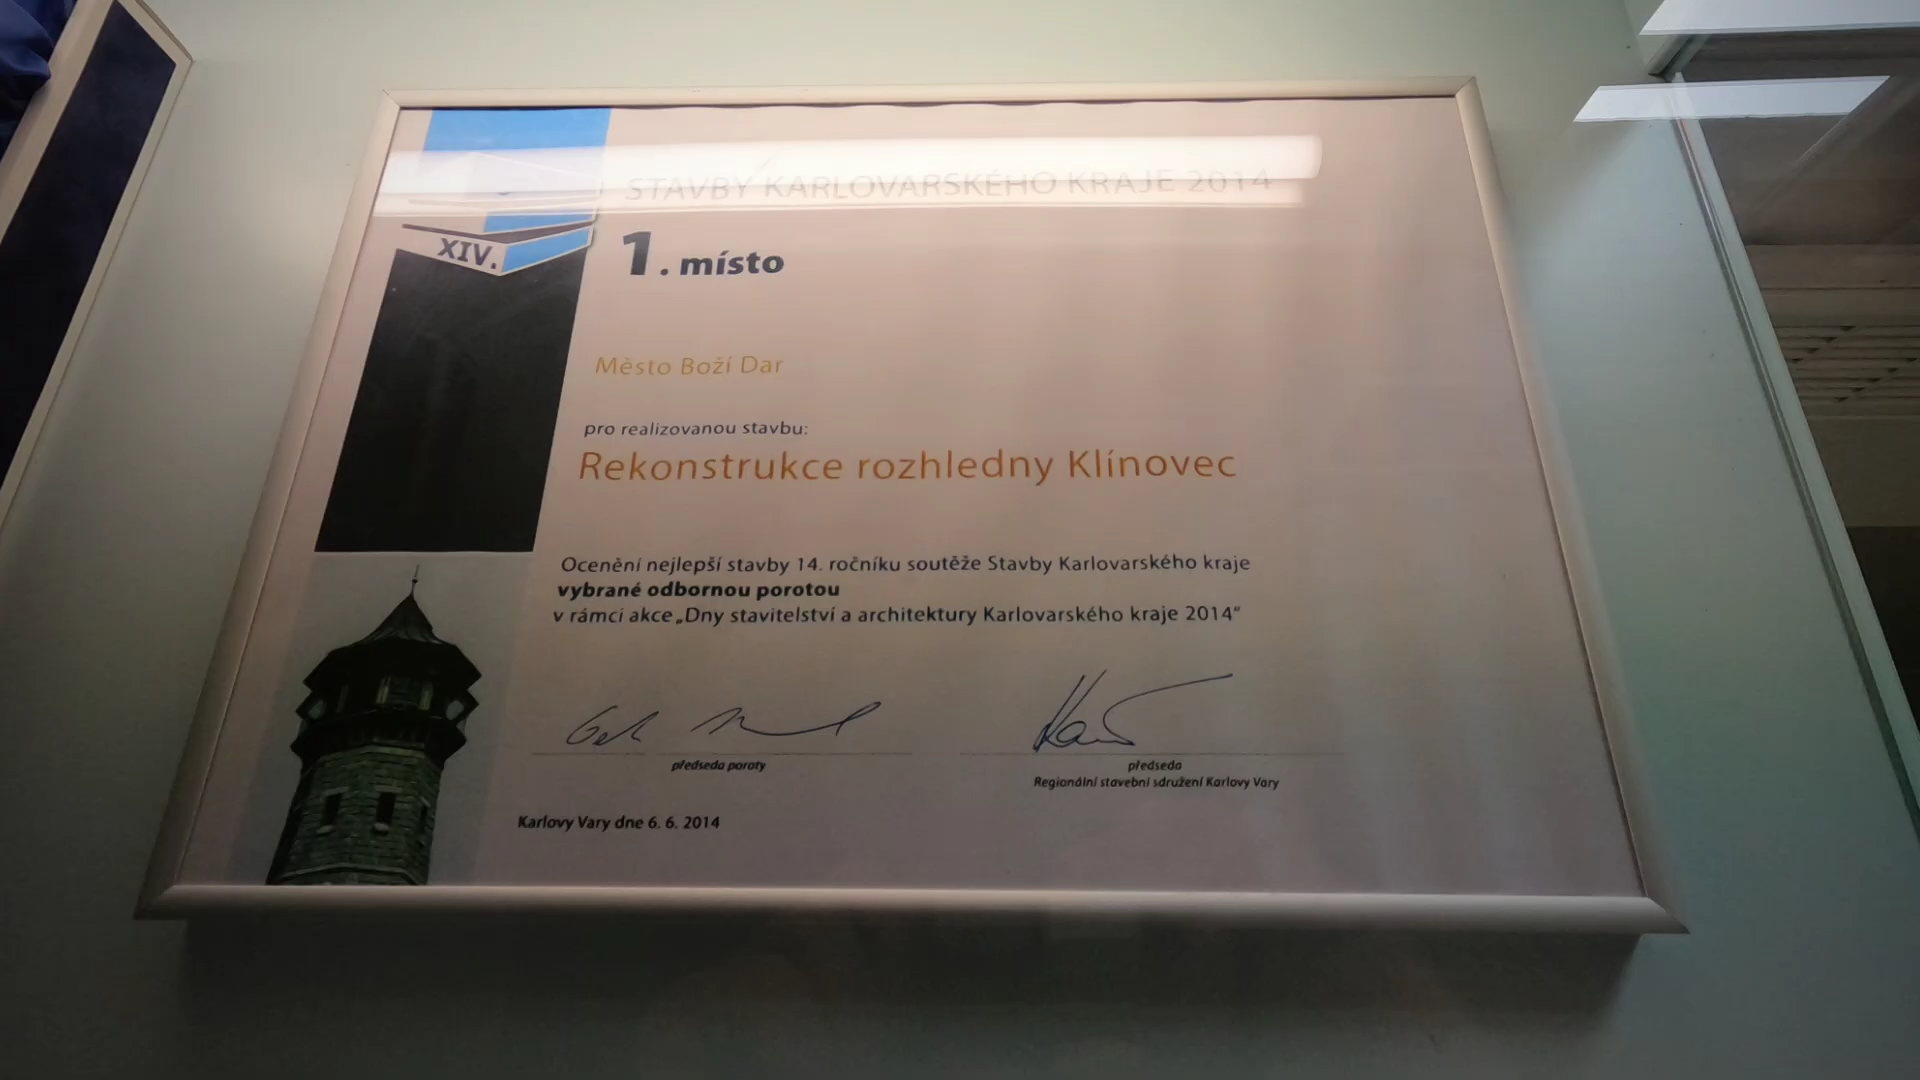 STAVBY KARLOVARSKÉHO KRAJE 2014
XIV.
1. místo
Město Boží Dar
pro realizovanou stavbu:
Rekonstrukce rozhledny Klínovec
Ocenění nejlepší stavby 14. ročníku soutěže Stavby Karlovarského kraje
vybrané odbornou porotou
v rámci akce „Dny stavitelství a architektury Karlovarského kraje 2014“
předseda poroty
předseda
Regionální stavební sdružení Karlovy Vary
Karlovy Vary dne 6. 6. 2014